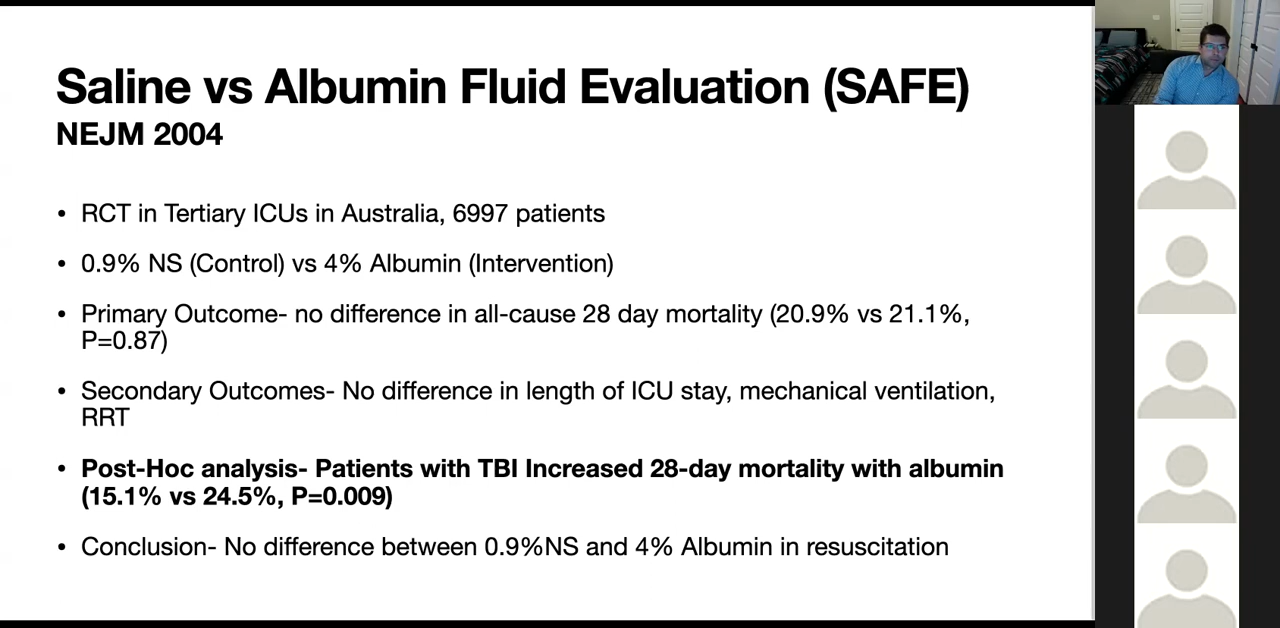 Saline vs Albumin Fluid Evaluation (SAFE)
NEJM 2004
• RCT in Tertiary ICUs in Australia, 6997 patients
• 0.9% NS (Control) vs 4% Albumin (Intervention)
• Primary Outcome- no difference in all-cause 28 day mortality (20.9% vs 21.1%,
P=0.87)
• Secondary Outcomes- No difference in length of ICU stay, mechanical ventilation,
RRT
• Post-Hoc analysis- Patients with TBI Increased 28-day mortality with albumin
(15.1% vs 24.5%, P=0.009)
• Conclusion- No difference between 0.9%NS and 4% Albumin in resuscitation